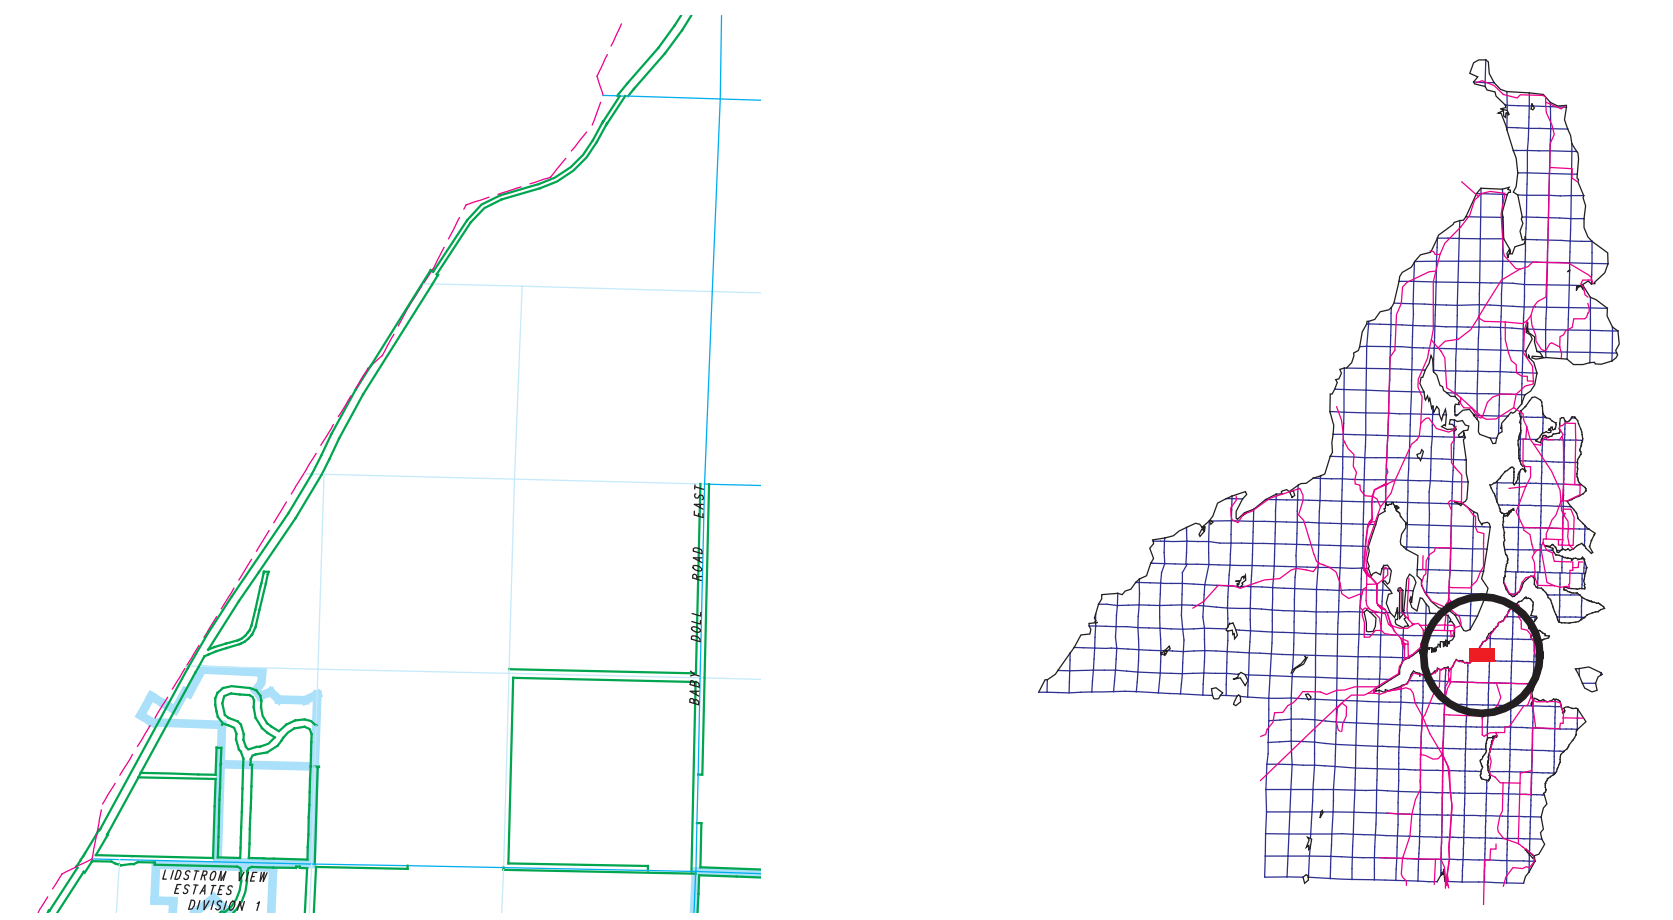 BABY DOLL ROAD EAST
LIDSTROM VIEW
ESTATES
DIVISION 1